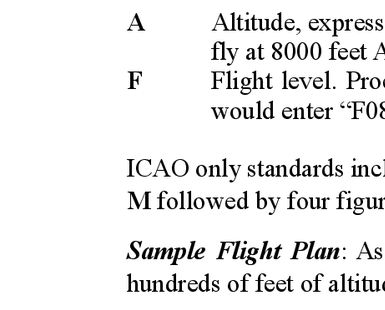 A Altitude, express
fly at 8000 feet A
F Flight level. Pro
would enter “F08
ICAO only standards incl
M followed by four figur
Sample Flight Plan: As
hundreds of feet of altitud